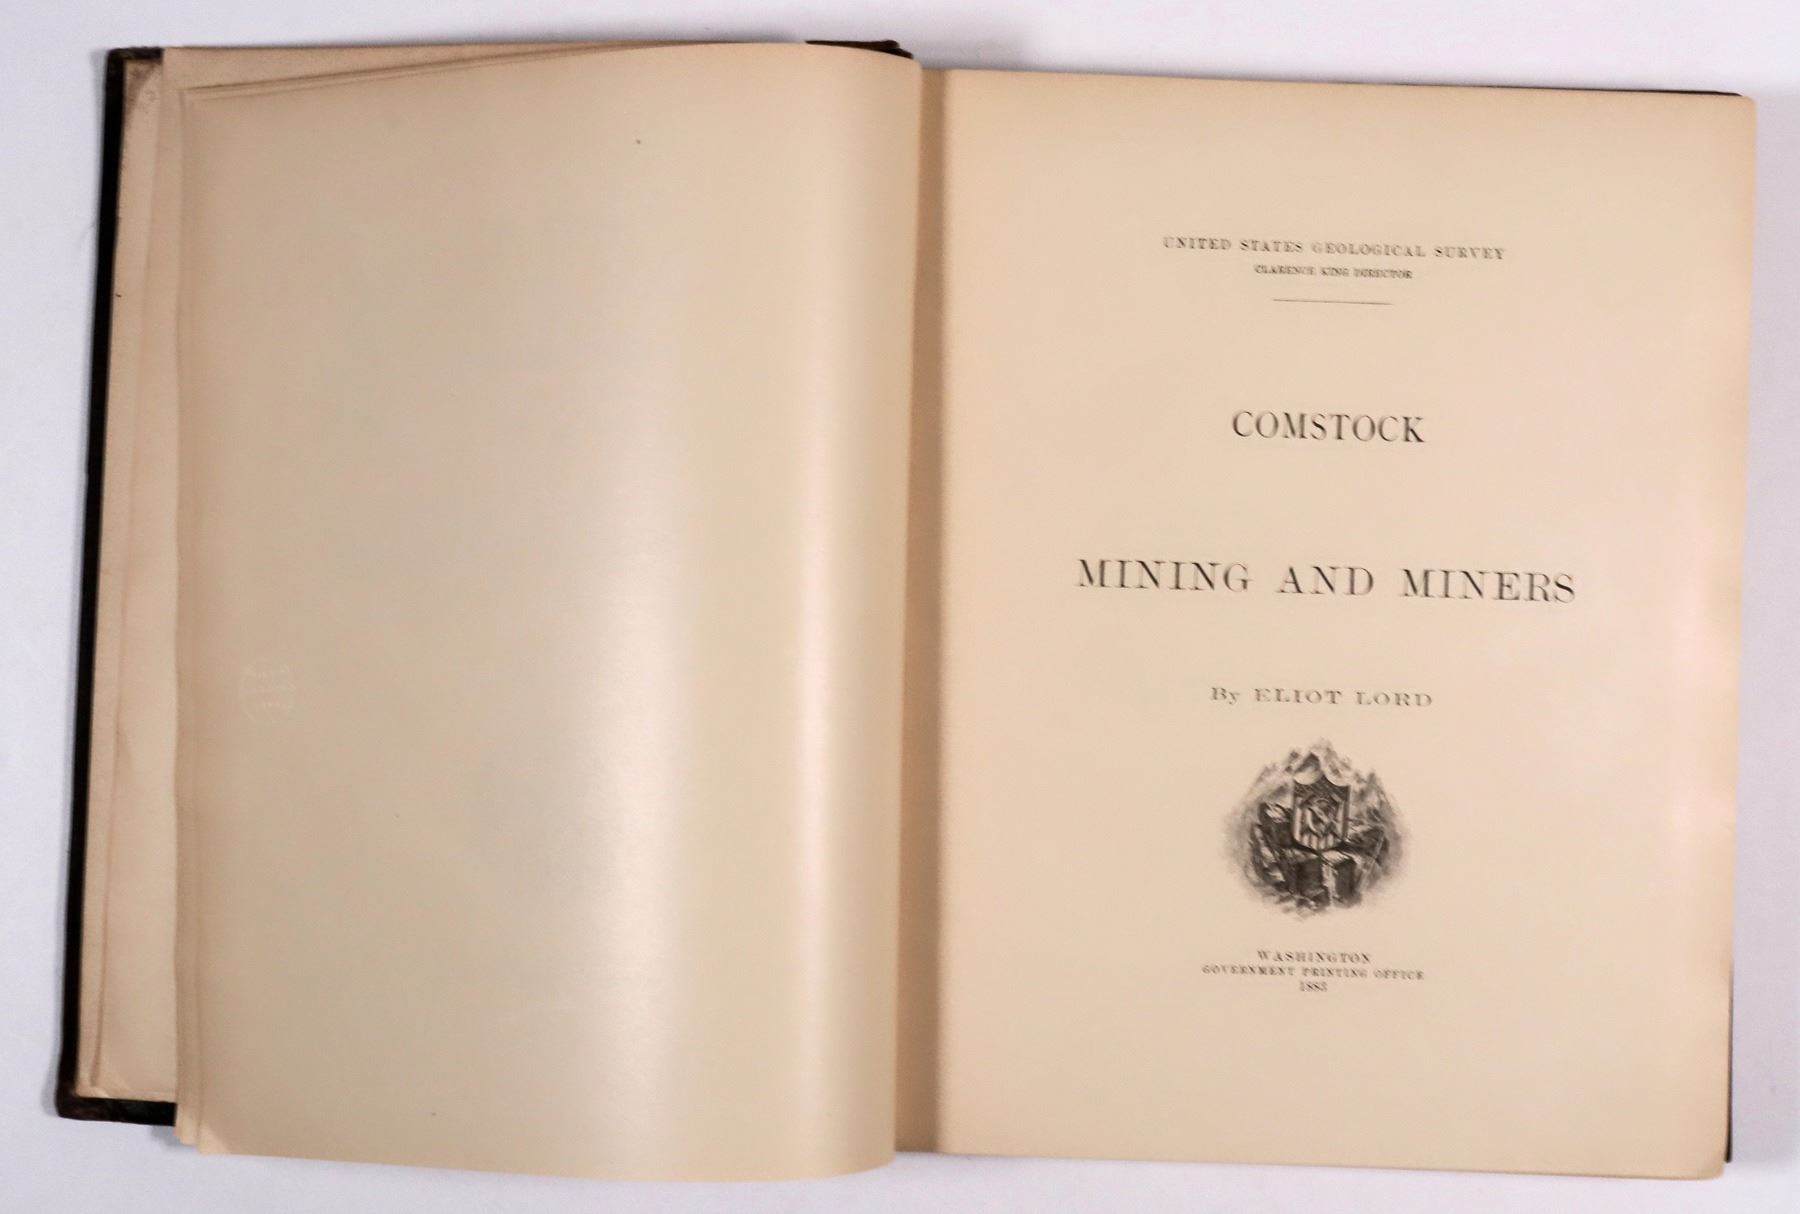 UNITED STATES GEOLOGICAL SURVEY
CLARENCE KING DIRECTOR
COMSTOCK
MINING AND MINERS
By ELIOT LORD
WASHINGTON
GOVERNMENT PRINTING OFFICE
1883